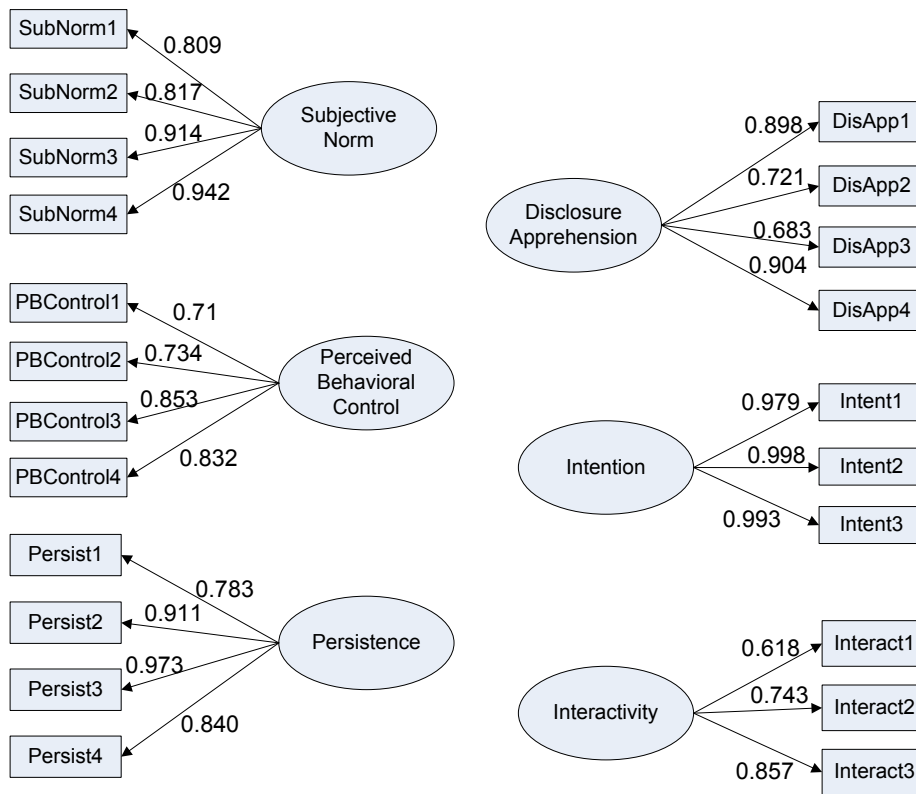 SubNorm1
0.809
SubNorm2
0.817
SubNorm3
0.914
SubNorm4
0.942
Subjective
Norm
PBControl1
0.71
PBControl2
0.734
PBControl3
0.853
PBControl4
0.832
Perceived
Behavioral
Control
Persist1
0.783
Persist2
0.911
Persist3
0.973
Persist4
0.840
Persistence
Disclosure
Apprehension
0.898
DisApp1
0.721
DisApp2
0.683
DisApp3
0.904
DisApp4
Intention
0.979
Intent1
0.998
Intent2
0.993
Intent3
Interactivity
0.618
Interact1
0.743
Interact2
0.857
Interact3